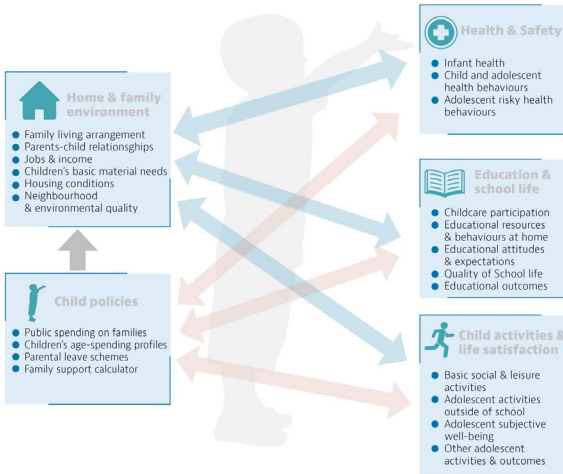 Home & family
environment
Family living arrangement
Parents-child relationsghips
Jobs & income
Children's basic material needs
Housing conditions
Neighbourhood
& environmental quality
Child policies
Public spending on families
Children's age-spending profiles
Parental leave schemes
Family support calculator
Health & Safety
Infant health
Child and adolescent
health behaviours
Adolescent risky health
behaviours
Education &
school life
Childcare participation
Educational resources
& behaviours at home
Educational attitudes
& expectations
Quality of School life
Educational outcomes
Child activities &
life satisfaction
Basic social & leisure
activities
Adolescent activities
outside of school
Adolescent subjective
well-being
Other adolescent
activities & outcomes